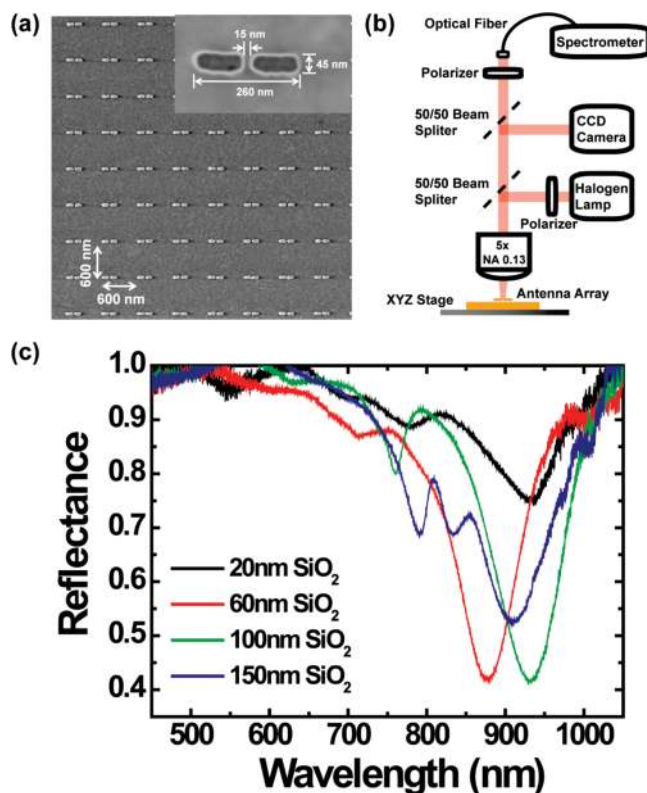 (a)
15 nm
45 nm
260 nm
600 nm
600 nm
(b)
Optical Fiber
Spectrometer
Polarizer
50/50 Beam
Spliter
CCD
Camera
50/50 Beam
Spliter
Halogen
Lamp
Polarizer
5x
NA 0.13
Antenna Array
XYZ Stage
(c)
Reflectance
1.0
0.9
0.8
0.7
0.6
0.5
0.4
20nm SiO₂
60nm SiO₂
100nm SiO₂
150nm SiO₂
500 600 700 800 900 1000
Wavelength (nm)